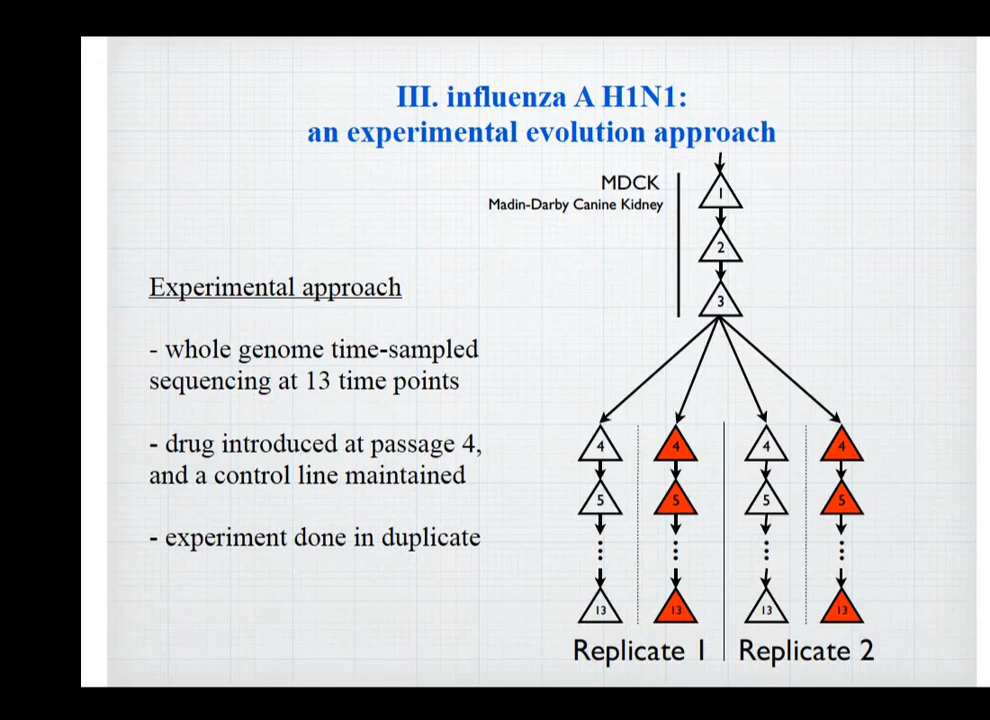 III. influenza A H1N1:
an experimental evolution approach
MDCK
Madin-Darby Canine Kidney
1
2
3
Experimental approach
- whole genome time-sampled
sequencing at 13 time points
- drug introduced at passage 4,
and a control line maintained
- experiment done in duplicate
4 4 4 4
5 5 5 5
13 13 13 13
Replicate 1 Replicate 2